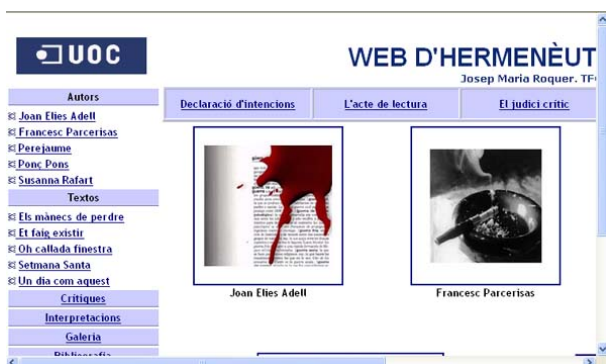 UOC
WEB D'HERMENÈUT
Josep Maria Roquer. TF
Autors
Joan Elies Adell
Francesc Parcerisas
Perejaume
Ponç Pons
Susanna Rafart
Textos
Els mànecs de perdre
Et faig existir
Oh callada finestra
Setmana Santa
Un dia com aquest
Crítiques
Interpretacions
Galeria
Bibliografia
Declaració d'intencions
L'acte de lectura
El judici crític
Joan Elies Adell
Francesc Parcerisas